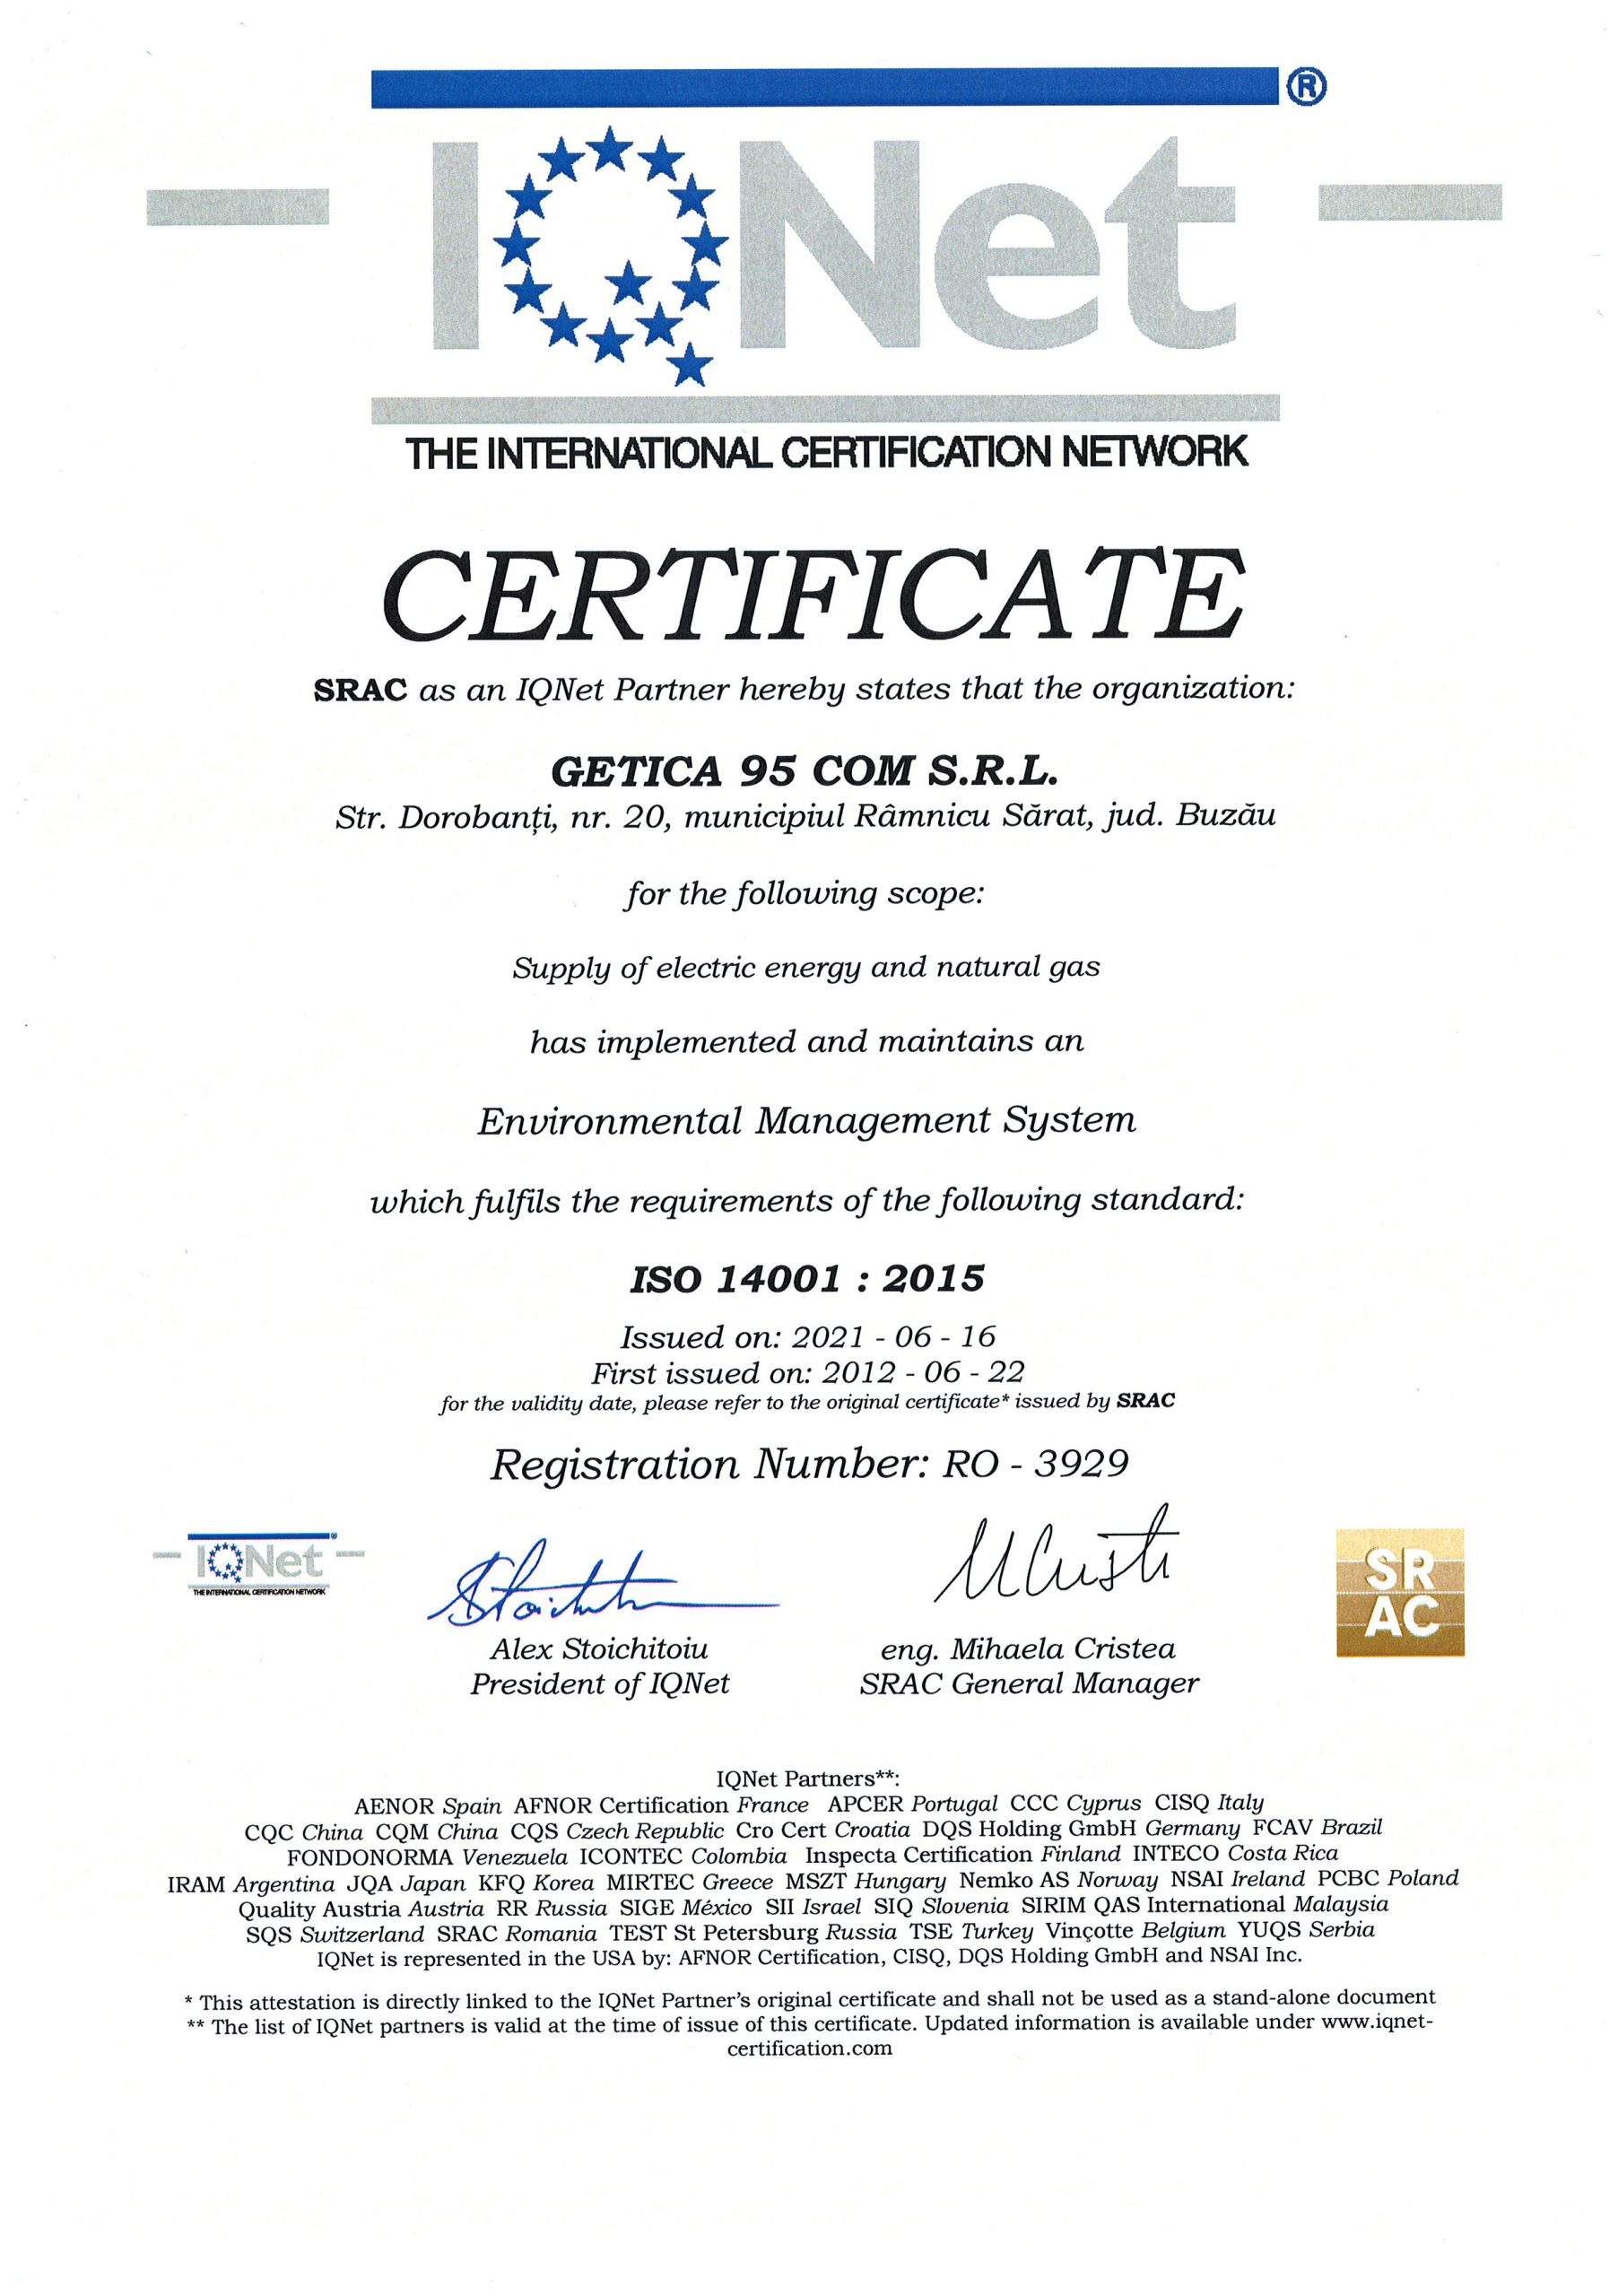 ®
IQNet
THE INTERNATIONAL CERTIFICATION NETWORK
CERTIFICATE
SRAC as an IQNet Partner hereby states that the organization:
GETICA 95 COM S.R.L.
Str. Dorobanți, nr. 20, municipiul Râmnicu Sărat, jud. Buzău
for the following scope:
Supply of electric energy and natural gas
has implemented and maintains an
Environmental Management System
which fulfils the requirements of the following standard:
ISO 14001 : 2015
Issued on: 2021 - 06 - 16
First issued on: 2012 - 06 - 22
for the validity date, please refer to the original certificate* issued by SRAC
Registration Number: RO - 3929
IQNet
THE INTERNATIONAL CERTIFICATION NETWORK
SR
AC
Alex Stoichitoiu eng. Mihaela Cristea
President of IQNet SRAC General Manager
IQNet Partners**:
AENOR Spain AFNOR Certification France APCER Portugal CCC Cyprus CISQ Italy
CQC China CQM China CQS Czech Republic Cro Cert Croatia DQS Holding GmbH Germany FCAV Brazil
FONDONORMA Venezuela ICONTEC Colombia Inspecta Certification Finland INTECO Costa Rica
IRAM Argentina JQA Japan KFQ Korea MIRTEC Greece MSZT Hungary Nemko AS Norway NSAI Ireland PCBC Poland
Quality Austria Austria RR Russia SIGE México SII Israel SIQ Slovenia SIRIM QAS International Malaysia
SQS Switzerland SRAC Romania TEST St Petersburg Russia TSE Turkey Vinçotte Belgium YUQS Serbia
IQNet is represented in the USA by: AFNOR Certification, CISQ, DQS Holding GmbH and NSAI Inc.
* This attestation is directly linked to the IQNet Partner's original certificate and shall not be used as a stand-alone document
** The list of IQNet partners is valid at the time of issue of this certificate. Updated information is available under www.iqnet-
certification.com